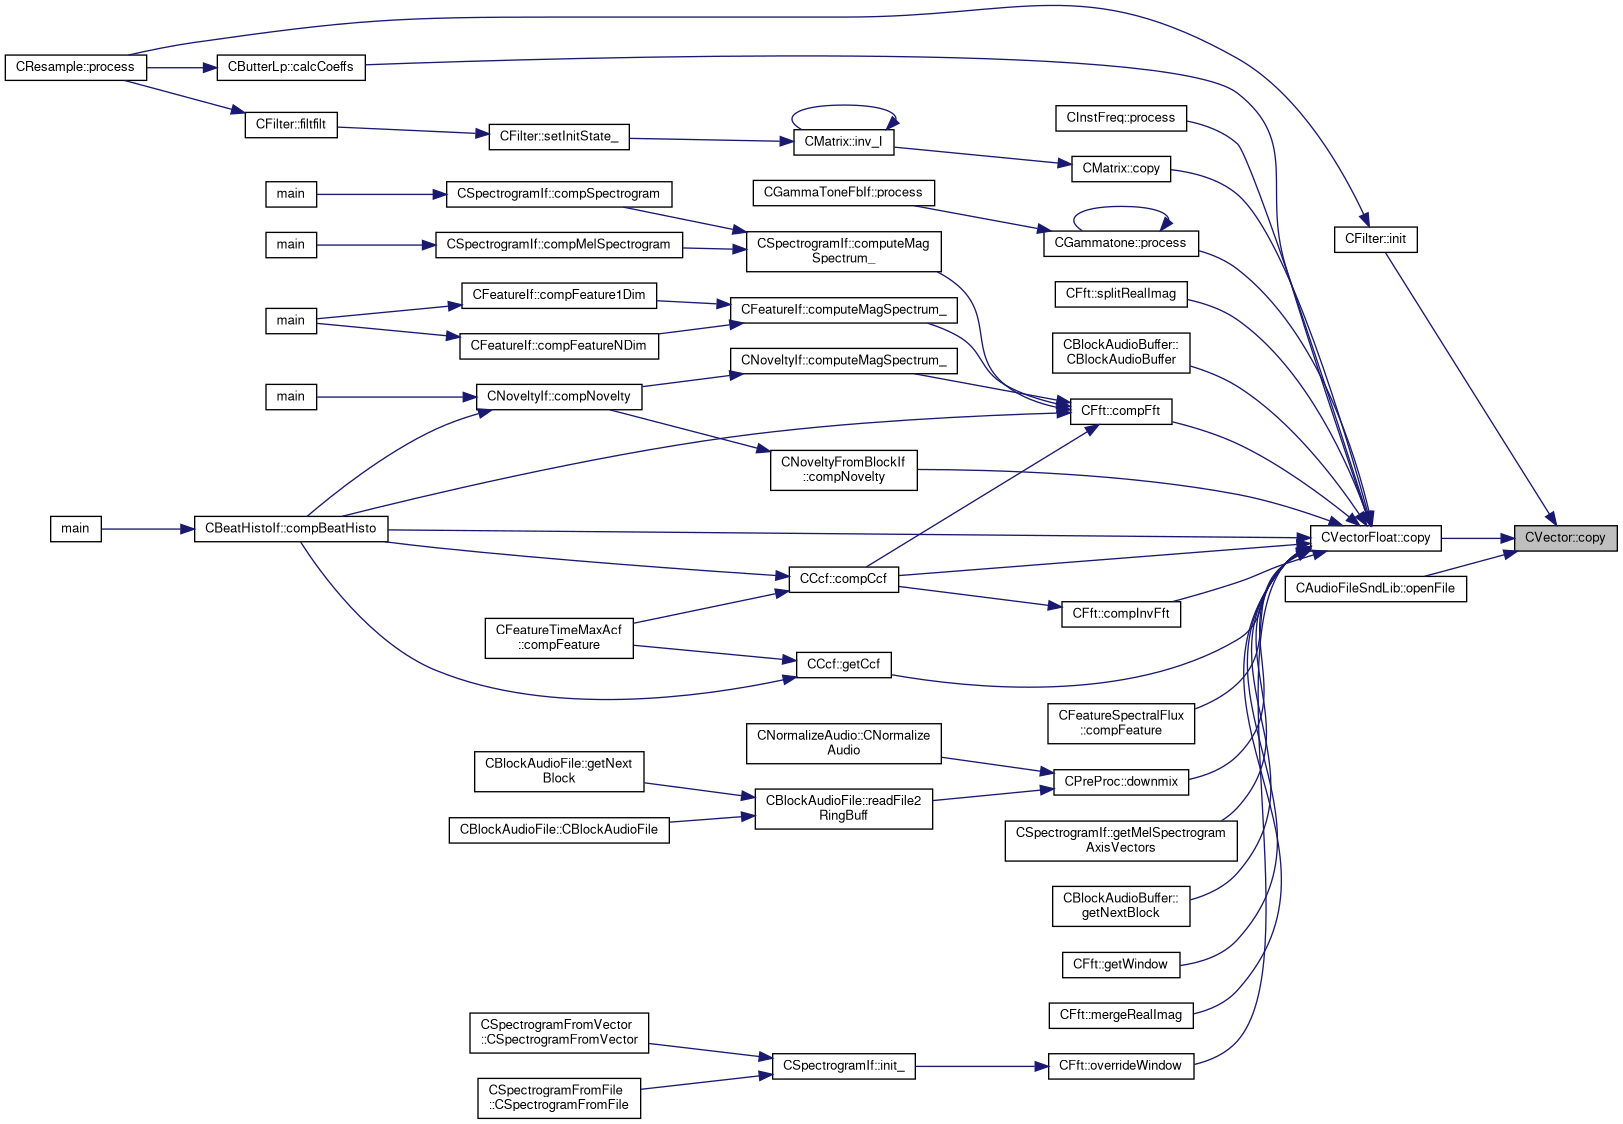 CResample::process
CButterLp::calcCoeffs
CInstFreq::process
CFilter::filtfilt
CFilter::setInitState_
CMatrix::inv_I
CMatrix::copy
main
CSpectrogramIf::compSpectrogram
CGammaToneFbIf::process
CFilter::init
main
CSpectrogramIf::compMelSpectrogram
CSpectrogramIf::computeMag
Spectrum_
CGammatone::process
CFeatureIf::compFeature1Dim
CFft::splitRealImag
main
CFeatureIf::computeMagSpectrum_
CFeatureIf::compFeatureNDim
CBlockAudioBuffer::
CBlockAudioBuffer
CNoveltyIf::computeMagSpectrum_
main
CNoveltyIf::compNovelty
CFft::compFft
CNoveltyFromBlockIf
::compNovelty
main
CBeatHistoIf::compBeatHisto
CVectorFloat::copy
CVector::copy
CCcf::compCcf
CAudioFileSndLib::openFile
CFft::compInvFft
CFeatureTimeMaxAcf
::compFeature
CCcf::getCcf
CFeatureSpectralFlux
::compFeature
CNormalizeAudio::CNormalize
Audio
CBlockAudioFile::getNext
Block
CPreProc::downmix
CBlockAudioFile::readFile2
RingBuff
CBlockAudioFile::CBlockAudioFile
CSpectrogramIf::getMelSpectrogram
AxisVectors
CBlockAudioBuffer::
getNextBlock
CFft::getWindow
CFft::mergeRealImag
CSpectrogramFromVector
::CSpectrogramFromVector
CSpectrogramIf::init_
CFft::overrideWindow
CSpectrogramFromFile
::CSpectrogramFromFile